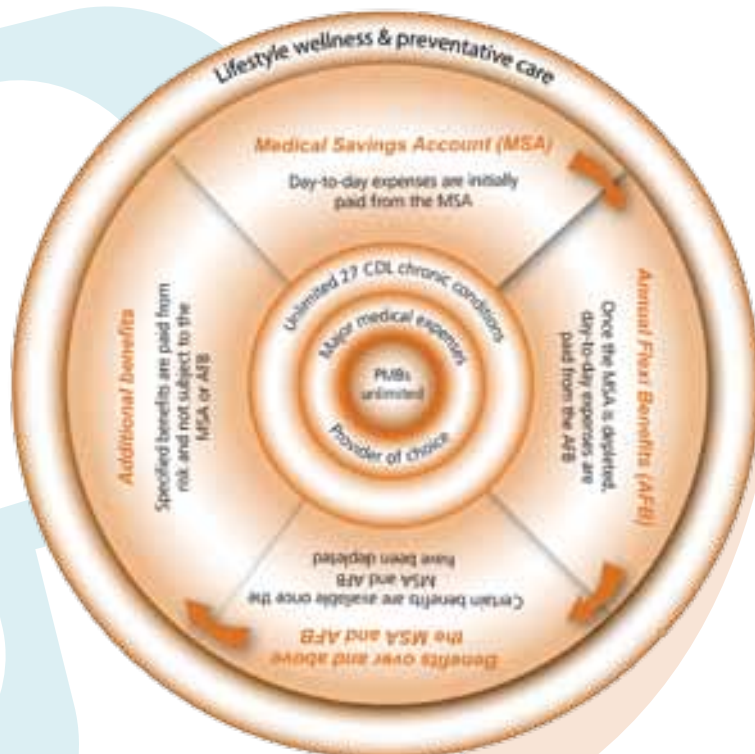 Lifestyle wellness & preventative care
Medical Savings Account (MSA)
Day-to-day expenses are initially
paid from the MSA
Annual Flexi Benefits (AFB)
Once the MSA is depleted,
day-to-day expenses are
paid from the AFB
Benefits over and above
the MSA and AFB
Certain benefits are available once the
MSA and AFB
have been depleted
Additional benefits
Specified benefits are paid from
risk and not subject to the
MSA or AFB
Unlimited 27 CDL chronic conditions
Major medical expenses
Provider of choice
PMBs
unlimited